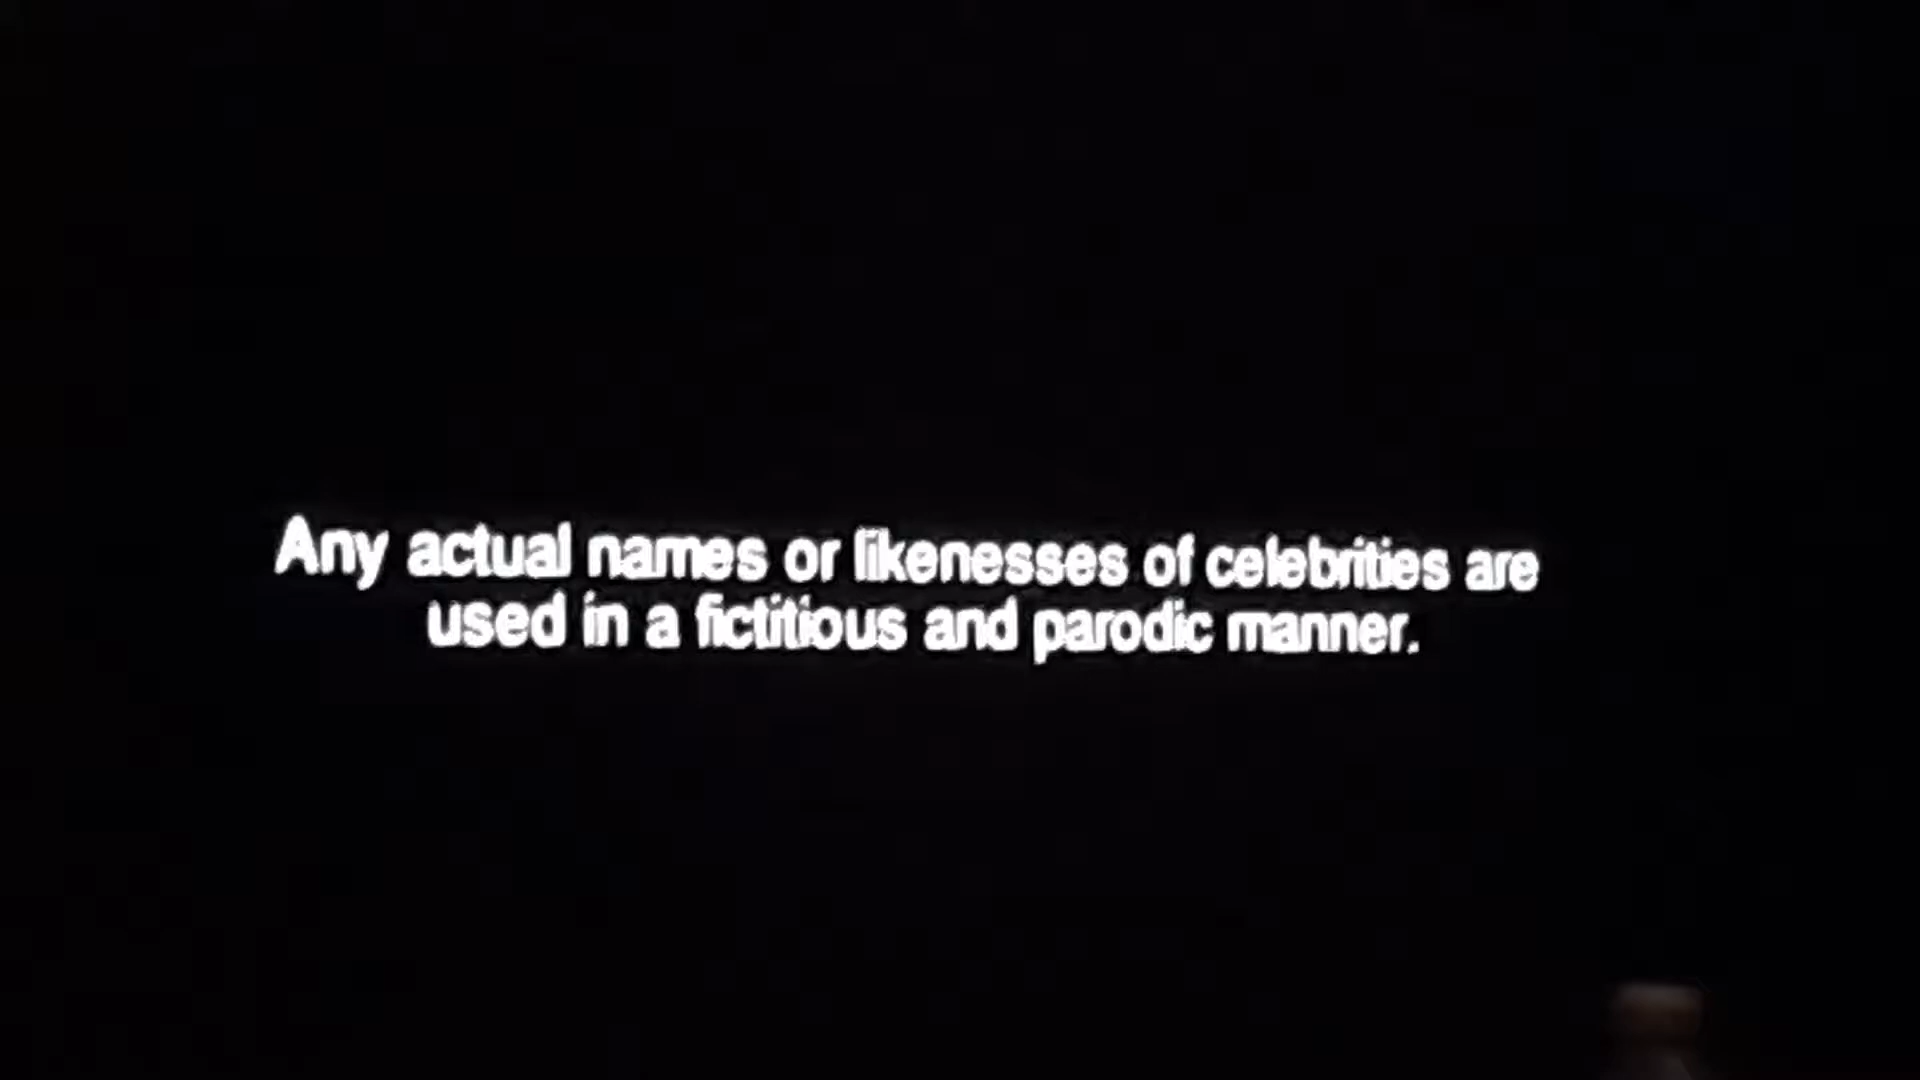 Any actual names or likenesses of celebrities are
used in a fictitious and parodic manner.